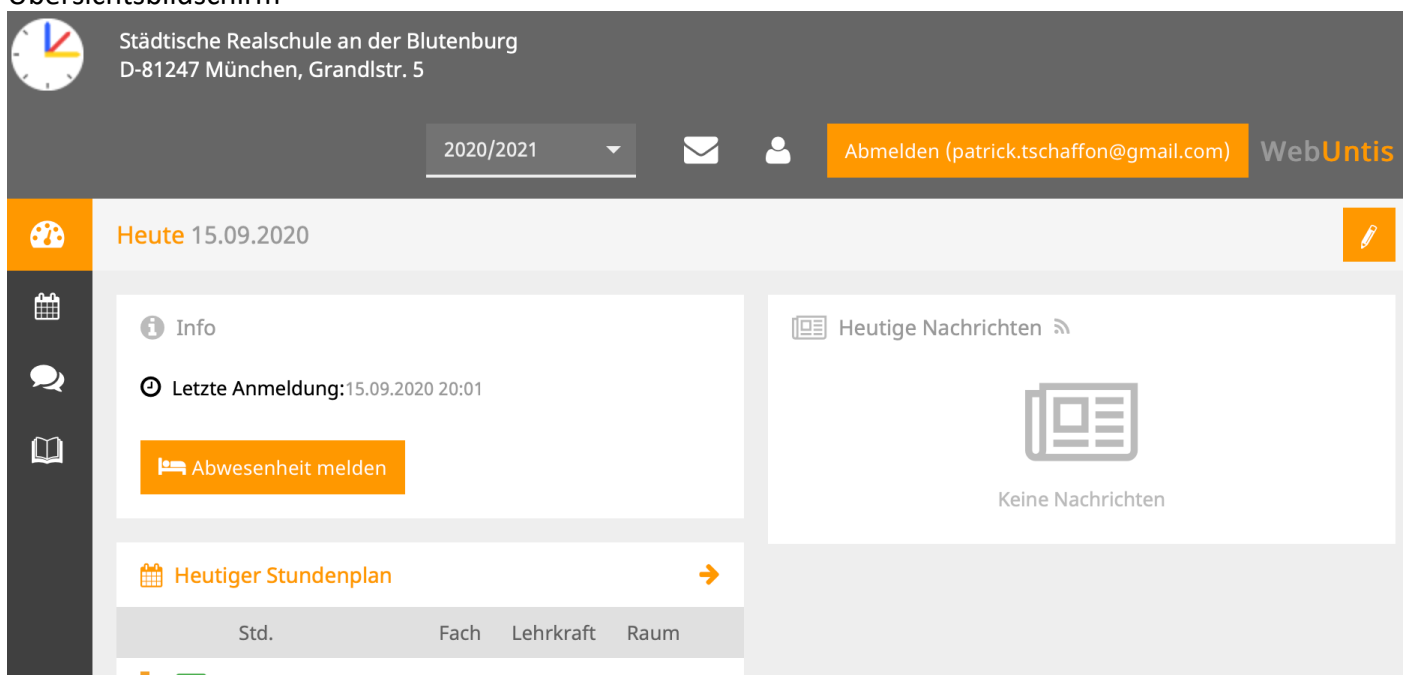 Übersichtsbildschirm
Städtische Realschule an der Blutenburg
D-81247 München, Grandlstr. 5
2020/2021
Abmelden (patrick.tschaffon@gmail.com)
WebUntis
Heute 15.09.2020
Info
Heutige Nachrichten
Letzte Anmeldung:15.09.2020 20:01
Abwesenheit melden
Keine Nachrichten
Heutiger Stundenplan
Std. Fach Lehrkraft Raum